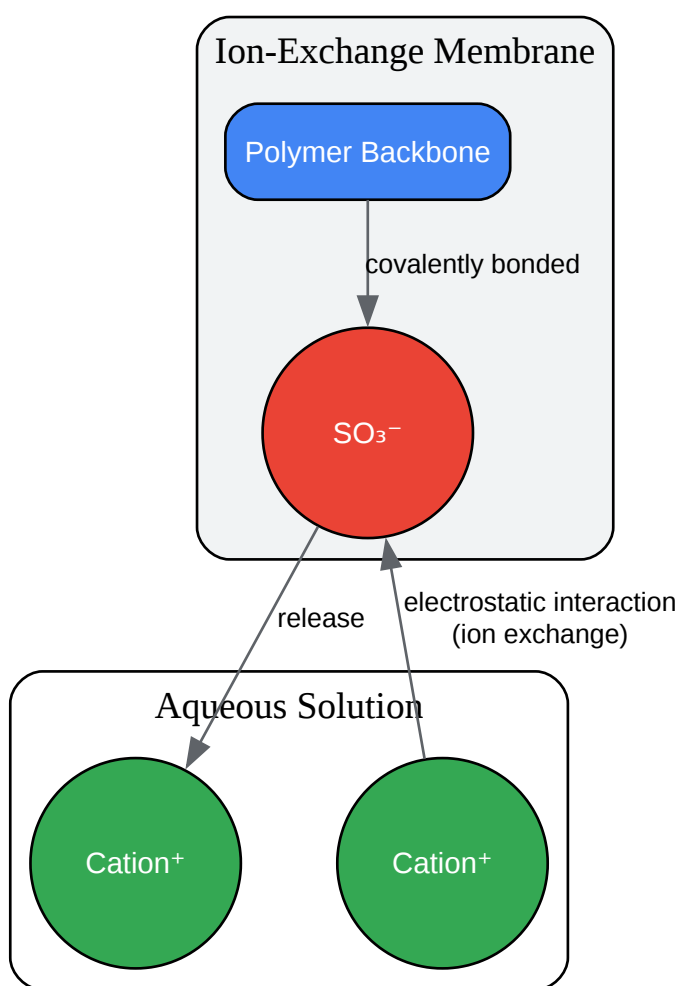 Ion-Exchange Membrane
Polymer Backbone
covalently bonded
SO₃⁻
electrostatic interaction
(ion exchange)
release
Aqueous Solution
Cation⁺
Cation⁺